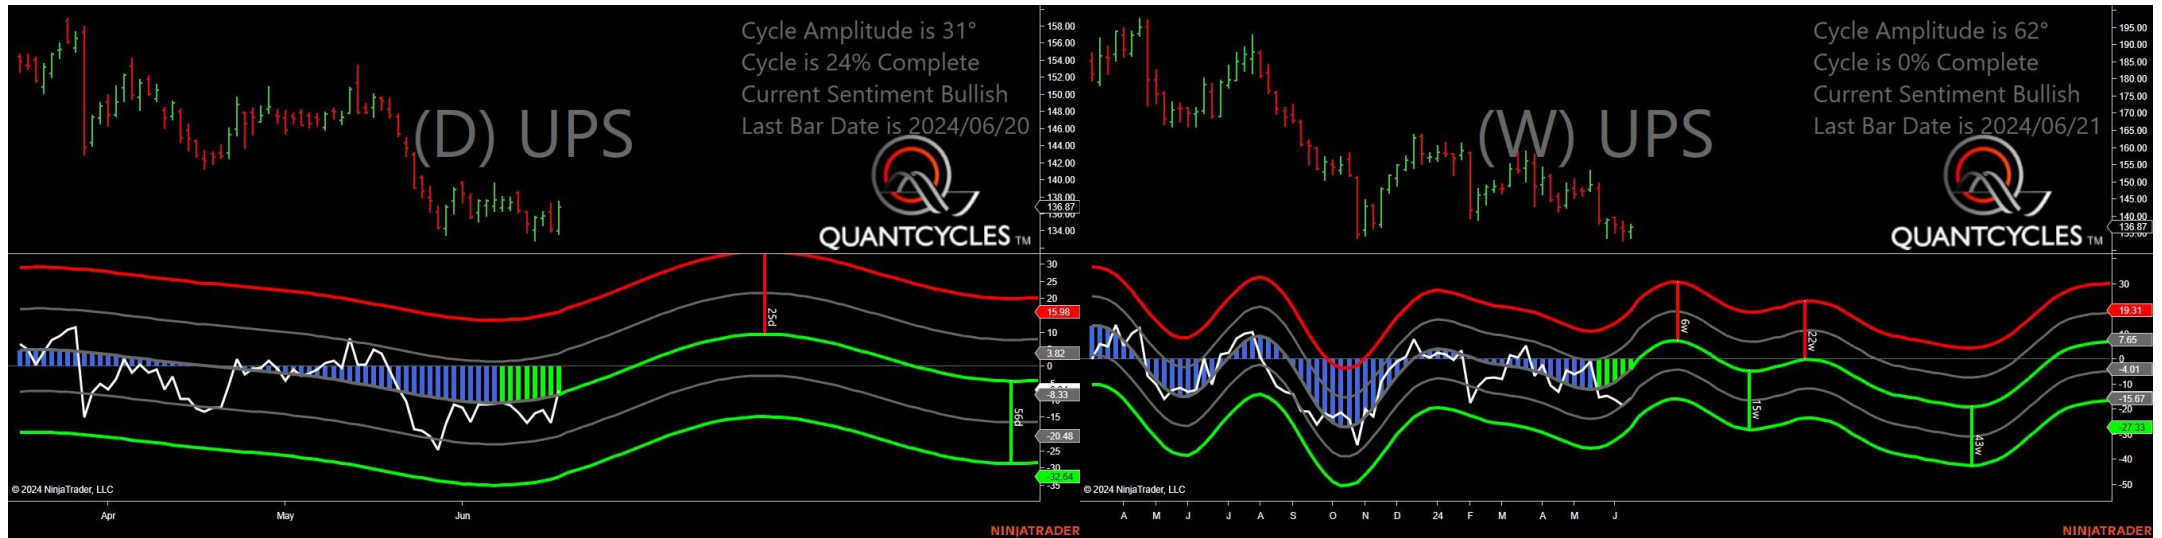 Cycle Amplitude is 31°
Cycle is 24% Complete
Current Sentiment Bullish
Last Bar Date is 2024/06/20
(D) UPS
QUANTCYCLES TM
158.00
156.00
154.00
152.00
150.00
148.00
146.00
144.00
142.00
140.00
138.00
136.87
134.00
30
25
20
15.98
10
3.82
0
-8.33
-15
-20.48
-25
-30
-32.64
-35
25d
56d
© 2024 NinjaTrader, LLC
Apr
May
Jun
NINJATRADER
Cycle Amplitude is 62°
Cycle is 0% Complete
Current Sentiment Bullish
Last Bar Date is 2024/06/21
(W) UPS
QUANTCYCLES TM
195.00
190.00
185.00
180.00
175.00
170.00
165.00
160.00
155.00
150.00
145.00
140.00
136.87
30
19.31
7.65
0
-4.01
-10
-15.67
-20
-27.33
-30
-40
-50
6w
22w
15w
43w
© 2024 NinjaTrader, LLC
A
M
J
J
A
S
O
N
D
24
F
M
A
M
J
NINJATRADER